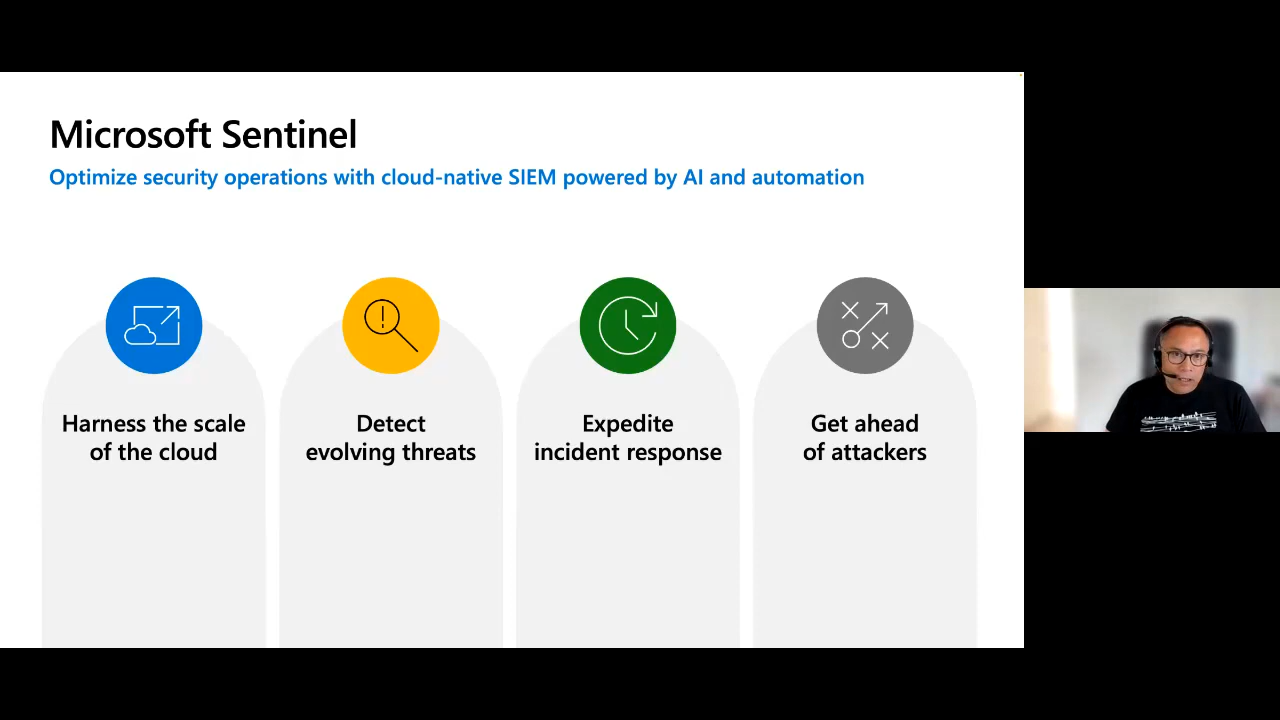 Microsoft Sentinel
Optimize security operations with cloud-native SIEM powered by AI and automation
Harness the scale
of the cloud
Detect
evolving threats
Expedite
incident response
Get ahead
of attackers